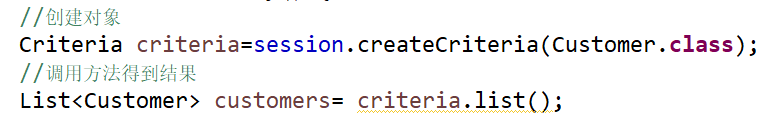 //创建对象
Criteria criteria=session.createCriteria(Customer.class);
//调用方法得到结果
List<Customer> customers= criteria.list();